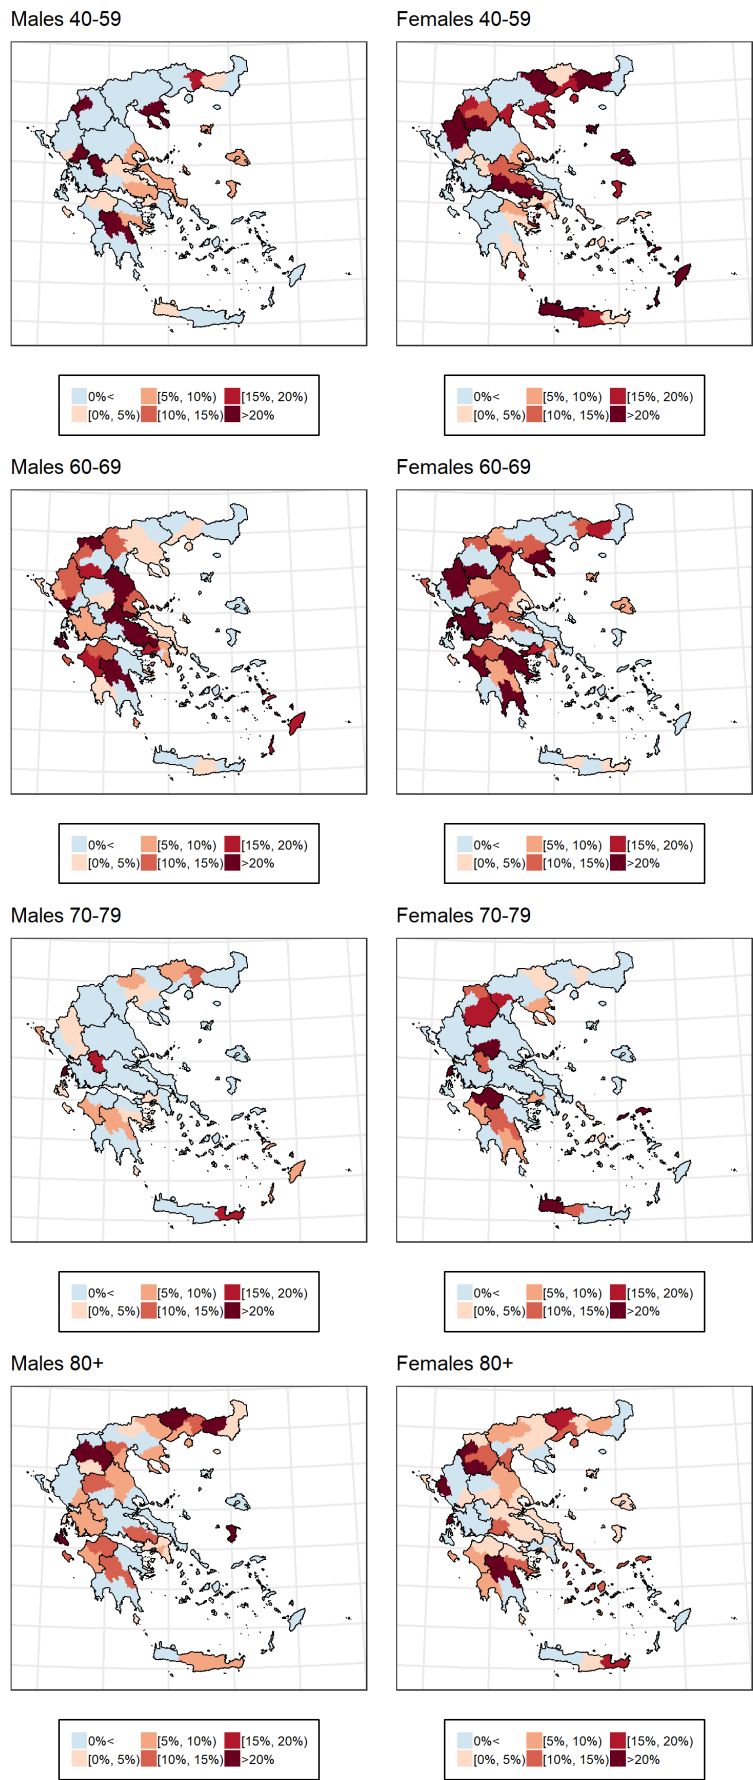 Males 40-59
Females 40-59
0%< [5%, 10%) [15%, 20%)
[0%, 5%) [10%, 15%) >20%
0%< [5%, 10%) [15%, 20%)
[0%, 5%) [10%, 15%) >20%
Males 60-69
Females 60-69
0%< [5%, 10%) [15%, 20%)
[0%, 5%) [10%, 15%) >20%
0%< [5%, 10%) [15%, 20%)
[0%, 5%) [10%, 15%) >20%
Males 70-79
Females 70-79
0%< [5%, 10%) [15%, 20%)
[0%, 5%) [10%, 15%) >20%
0%< [5%, 10%) [15%, 20%)
[0%, 5%) [10%, 15%) >20%
Males 80+
Females 80+
0%< [5%, 10%) [15%, 20%)
[0%, 5%) [10%, 15%) >20%
0%< [5%, 10%) [15%, 20%)
[0%, 5%) [10%, 15%) >20%